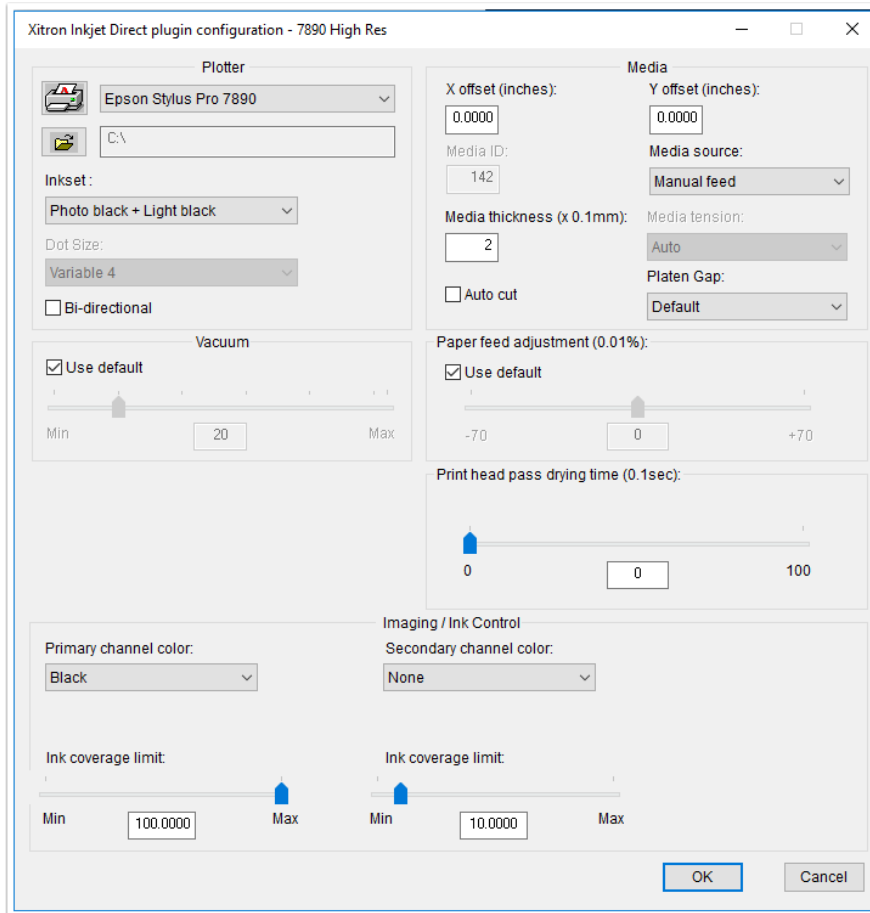 Xitron Inkjet Direct plugin configuration - 7890 High Res
Plotter
Epson Stylus Pro 7890
C:\
Inkset :
Photo black + Light black
Dot Size:
Variable 4
Bi-directional
Media
X offset (inches): Y offset (inches):
0.0000 0.0000
Media ID: Media source:
142 Manual feed
Media thickness (x 0.1mm): Media tension:
2 Auto
Platen Gap:
Auto cut Default
Vacuum
Use default
Min 20 Max
Paper feed adjustment (0.01%):
Use default
-70 0 +70
Print head pass drying time (0.1sec):
0 0 100
Imaging / Ink Control
Primary channel color: Secondary channel color:
Black None
Ink coverage limit: Ink coverage limit:
Min 100.0000 Max Min 10.0000 Max
OK Cancel